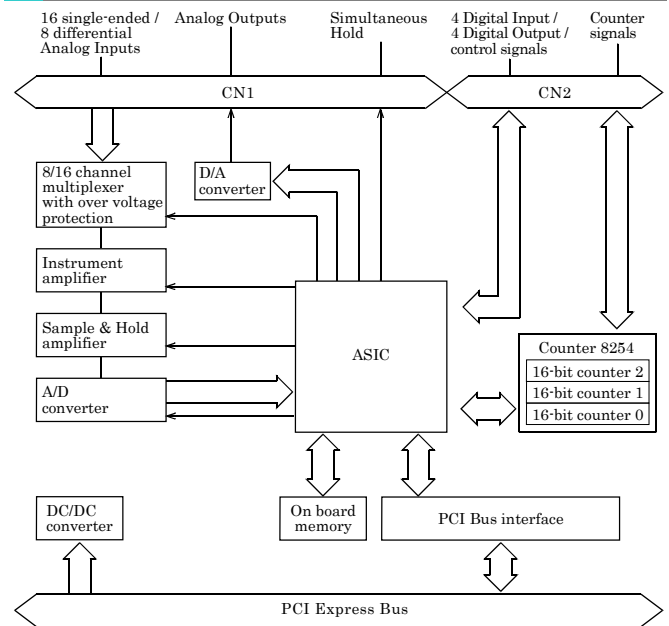 16 single-ended /
8 differential
Analog Inputs
Analog Outputs
Simultaneous
Hold
4 Digital Input /
4 Digital Output /
control signals
Counter
signals
CN1
CN2
8/16 channel
multiplexer
with over voltage
protection
D/A
converter
Instrument
amplifier
Sample & Hold
amplifier
A/D
converter
ASIC
Counter 8254
16-bit counter 2
16-bit counter 1
16-bit counter 0
DC/DC
converter
On board
memory
PCI Bus interface
PCI Express Bus